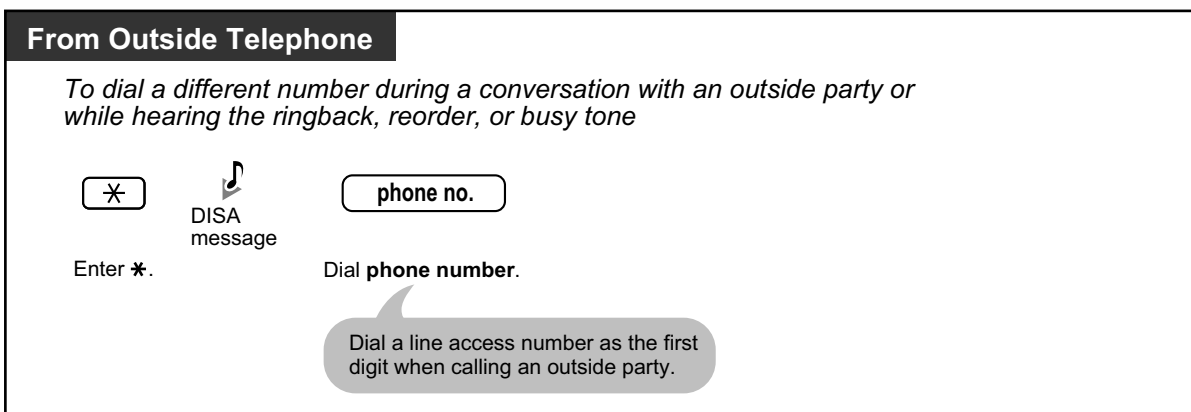 From Outside Telephone
To dial a different number during a conversation with an outside party or
while hearing the ringback, reorder, or busy tone
✳
DISA
message
phone no.
Enter ✳.
Dial phone number.
Dial a line access number as the first
digit when calling an outside party.